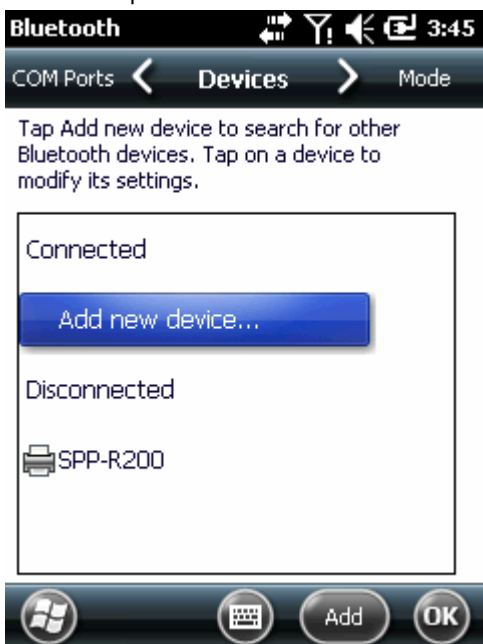 Bluetooth 3:45
COM Ports Devices Mode
Tap Add new device to search for other
Bluetooth devices. Tap on a device to
modify its settings.
Connected
Add new device...
Disconnected
SPP-R200
Add OK